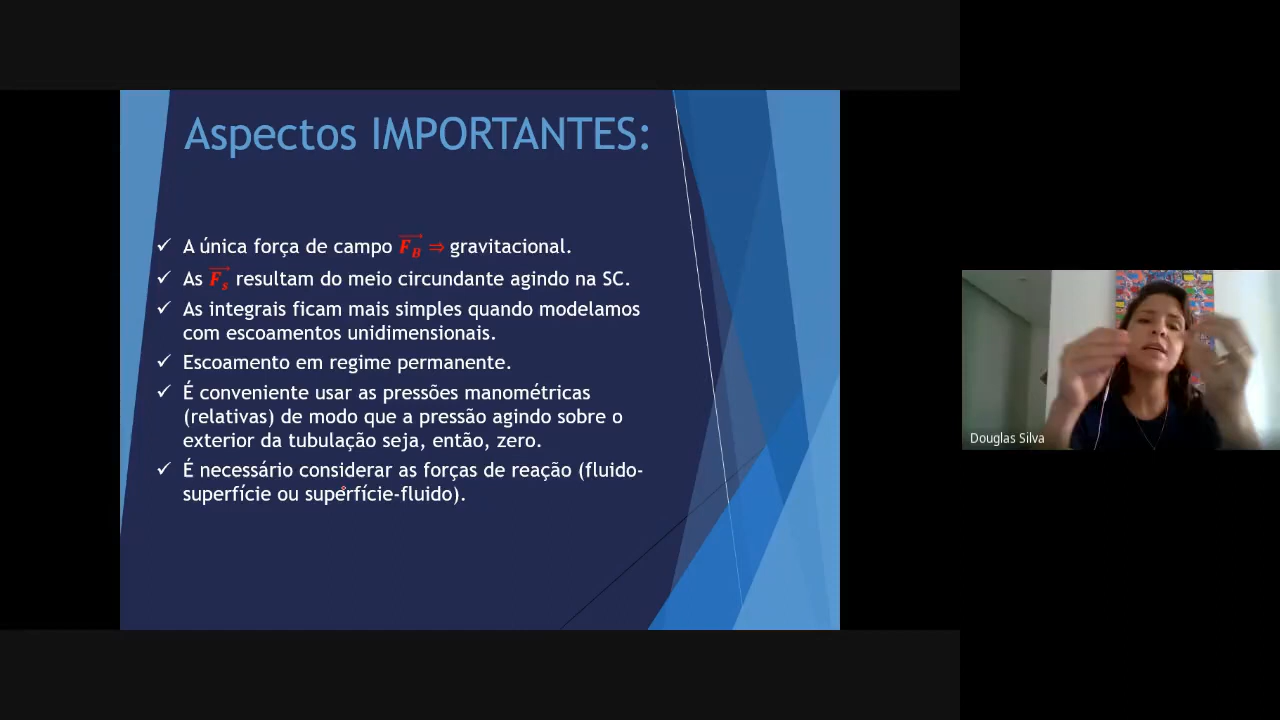 Aspectos IMPORTANTES:
✓ A única força de campo F_B ⇒ gravitacional.
✓ As F_s resultam do meio circundante agindo na SC.
✓ As integrais ficam mais simples quando modelamos
com escoamentos unidimensionais.
✓ Escoamento em regime permanente.
✓ É conveniente usar as pressões manométricas
(relativas) de modo que a pressão agindo sobre o
exterior da tubulação seja, então, zero.
✓ É necessário considerar as forças de reação (fluido-
superfície ou superfície-fluido).
Douglas Silva